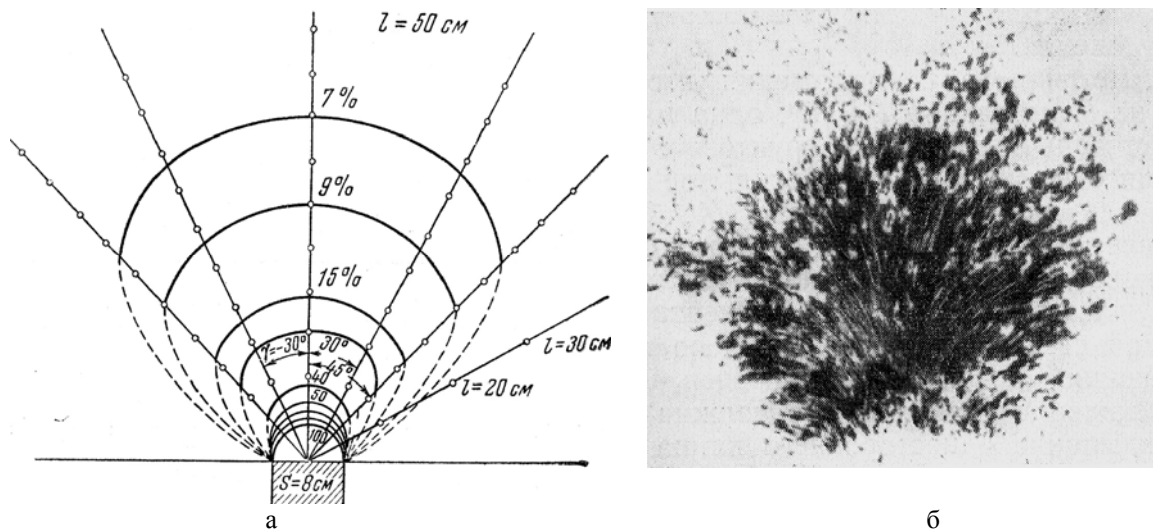 l = 50 см
7%
9%
15%
γ=-30° 30°
45°
40
50
100
l = 30 см
l = 20 см
S = 8 см
а
б